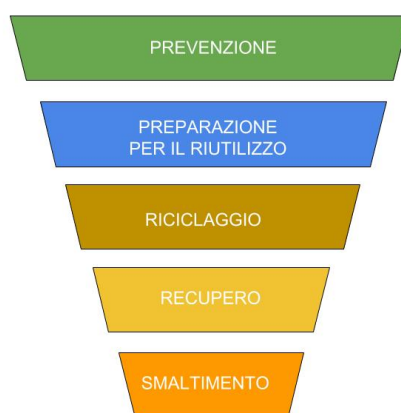 PREVENZIONE
PREPARAZIONE
PER IL RIUTILIZZO
RICICLAGGIO
RECUPERO
SMALTIMENTO